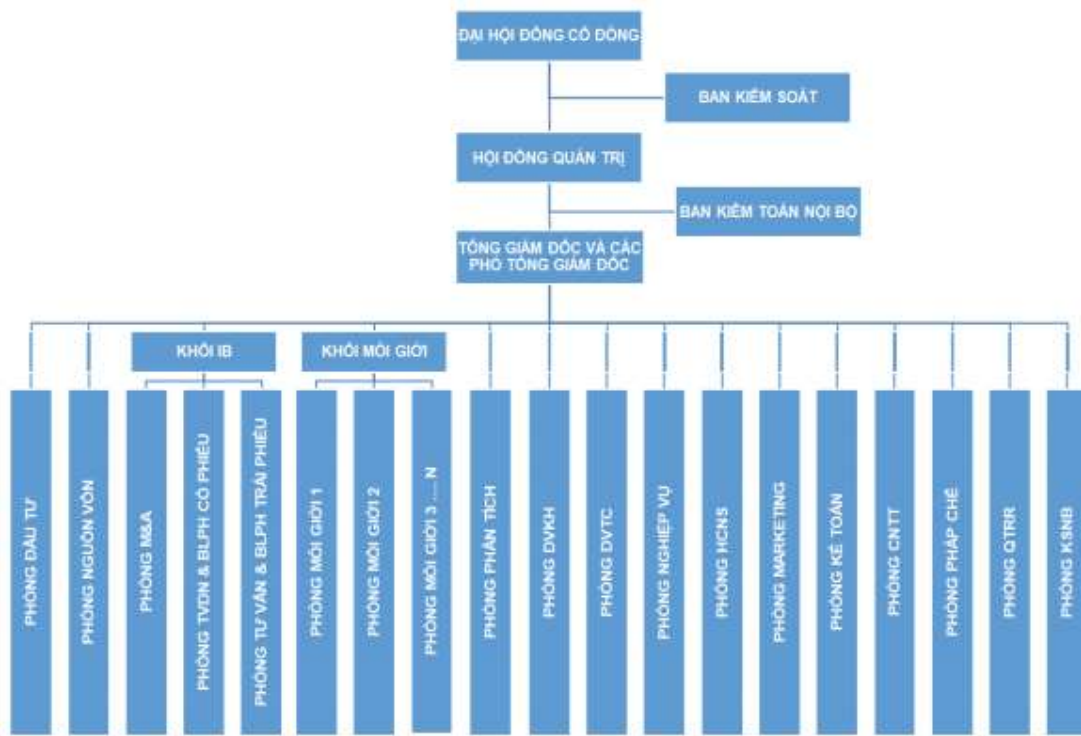 ĐẠI HỘI ĐỒNG CỔ ĐÔNG
BAN KIỂM SOÁT
HỘI ĐỒNG QUẢN TRỊ
BAN KIỂM TOÁN NỘI BỘ
TỔNG GIÁM ĐỐC VÀ CÁC
PHÓ TỔNG GIÁM ĐỐC
KHỐI IB
KHỐI MÔI GIỚI
PHÒNG ĐẦU TƯ
PHÒNG NGUỒN VỐN
PHÒNG M&A
PHÒNG TVDN & BLPH CỔ PHIẾU
PHÒNG TƯ VẤN & BLPH TRÁI PHIẾU
PHÒNG MÔI GIỚI 1
PHÒNG MÔI GIỚI 2
PHÒNG MÔI GIỚI 3 .... N
PHÒNG PHÂN TÍCH
PHÒNG DVKH
PHÒNG DVTC
PHÒNG NGHIỆP VỤ
PHÒNG HCNS
PHÒNG MARKETING
PHÒNG KẾ TOÁN
PHÒNG CNTT
PHÒNG PHÁP CHẾ
PHÒNG QTRR
PHÒNG KSNB